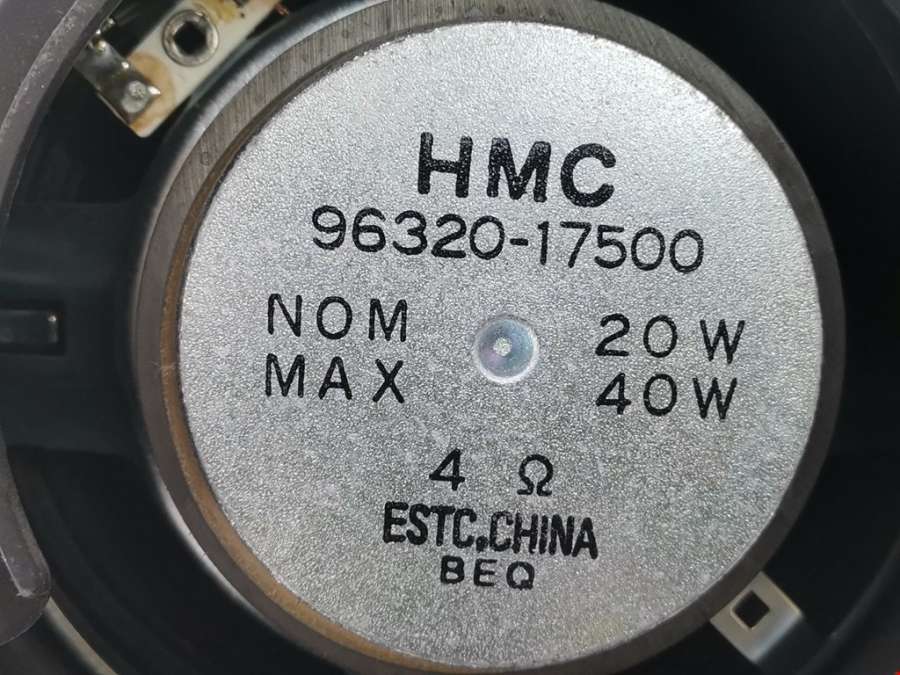 HMC
96320-17500
NOM 20W
MAX 40W
4 Ω
ESTC.CHINA
BEQ